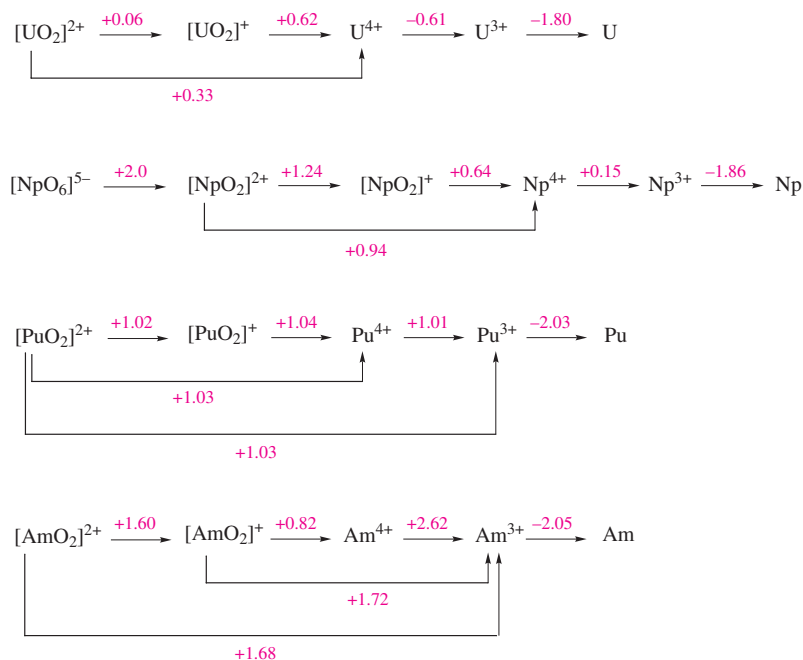 [UO₂]²⁺ +0.06 [UO₂]⁺ +0.62 U⁴⁺ –0.61 U³⁺ –1.80 U
+0.33
[NpO₆]⁵⁻ +2.0 [NpO₂]²⁺ +1.24 [NpO₂]⁺ +0.64 Np⁴⁺ +0.15 Np³⁺ –1.86 Np
+0.94
[PuO₂]²⁺ +1.02 [PuO₂]⁺ +1.04 Pu⁴⁺ +1.01 Pu³⁺ –2.03 Pu
+1.03
+1.03
[AmO₂]²⁺ +1.60 [AmO₂]⁺ +0.82 Am⁴⁺ +2.62 Am³⁺ –2.05 Am
+1.72
+1.68